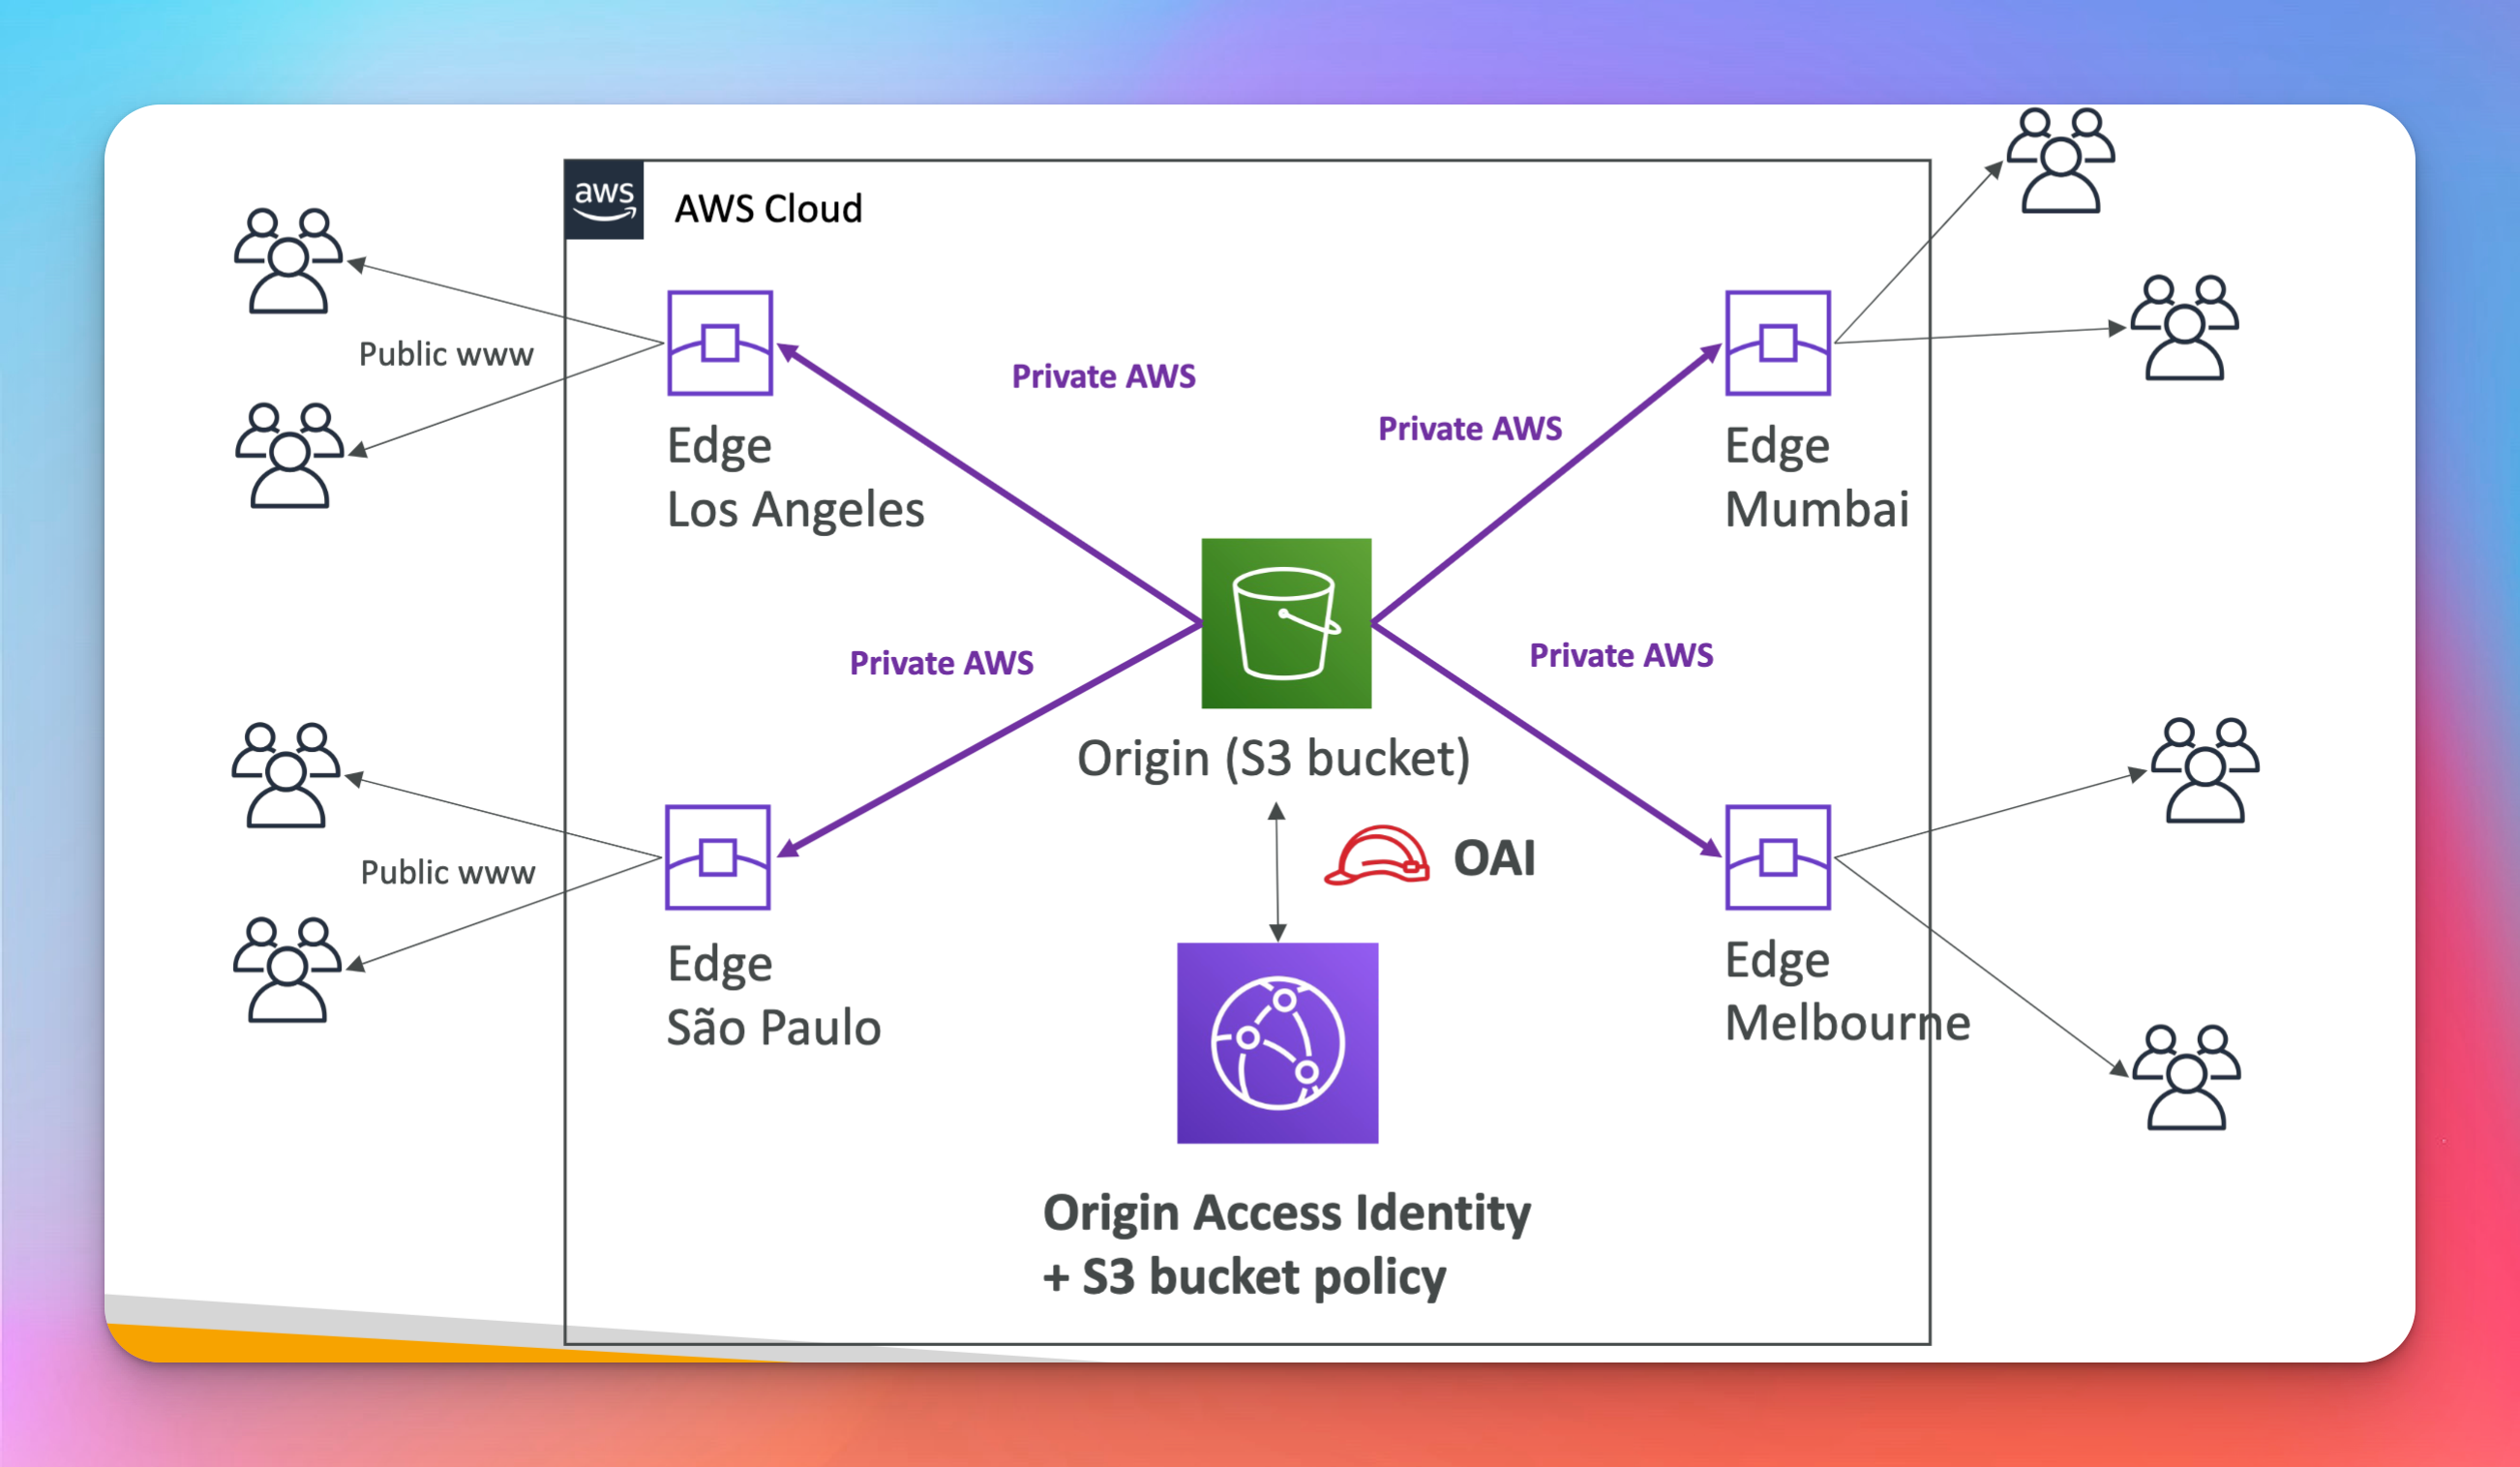 aws
AWS Cloud
Public www
Edge
Los Angeles
Private AWS
Private AWS
Edge
Mumbai
Private AWS
Private AWS
Origin (S3 bucket)
OAI
Public www
Edge
São Paulo
Edge
Melbourne
Origin Access Identity
+ S3 bucket policy